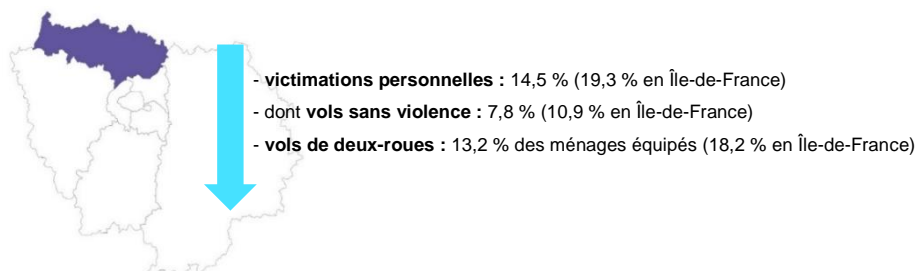 - victimations personnelles : 14,5 % (19,3 % en Île-de-France)
- dont vols sans violence : 7,8 % (10,9 % en Île-de-France)
- vols de deux-roues : 13,2 % des ménages équipés (18,2 % en Île-de-France)